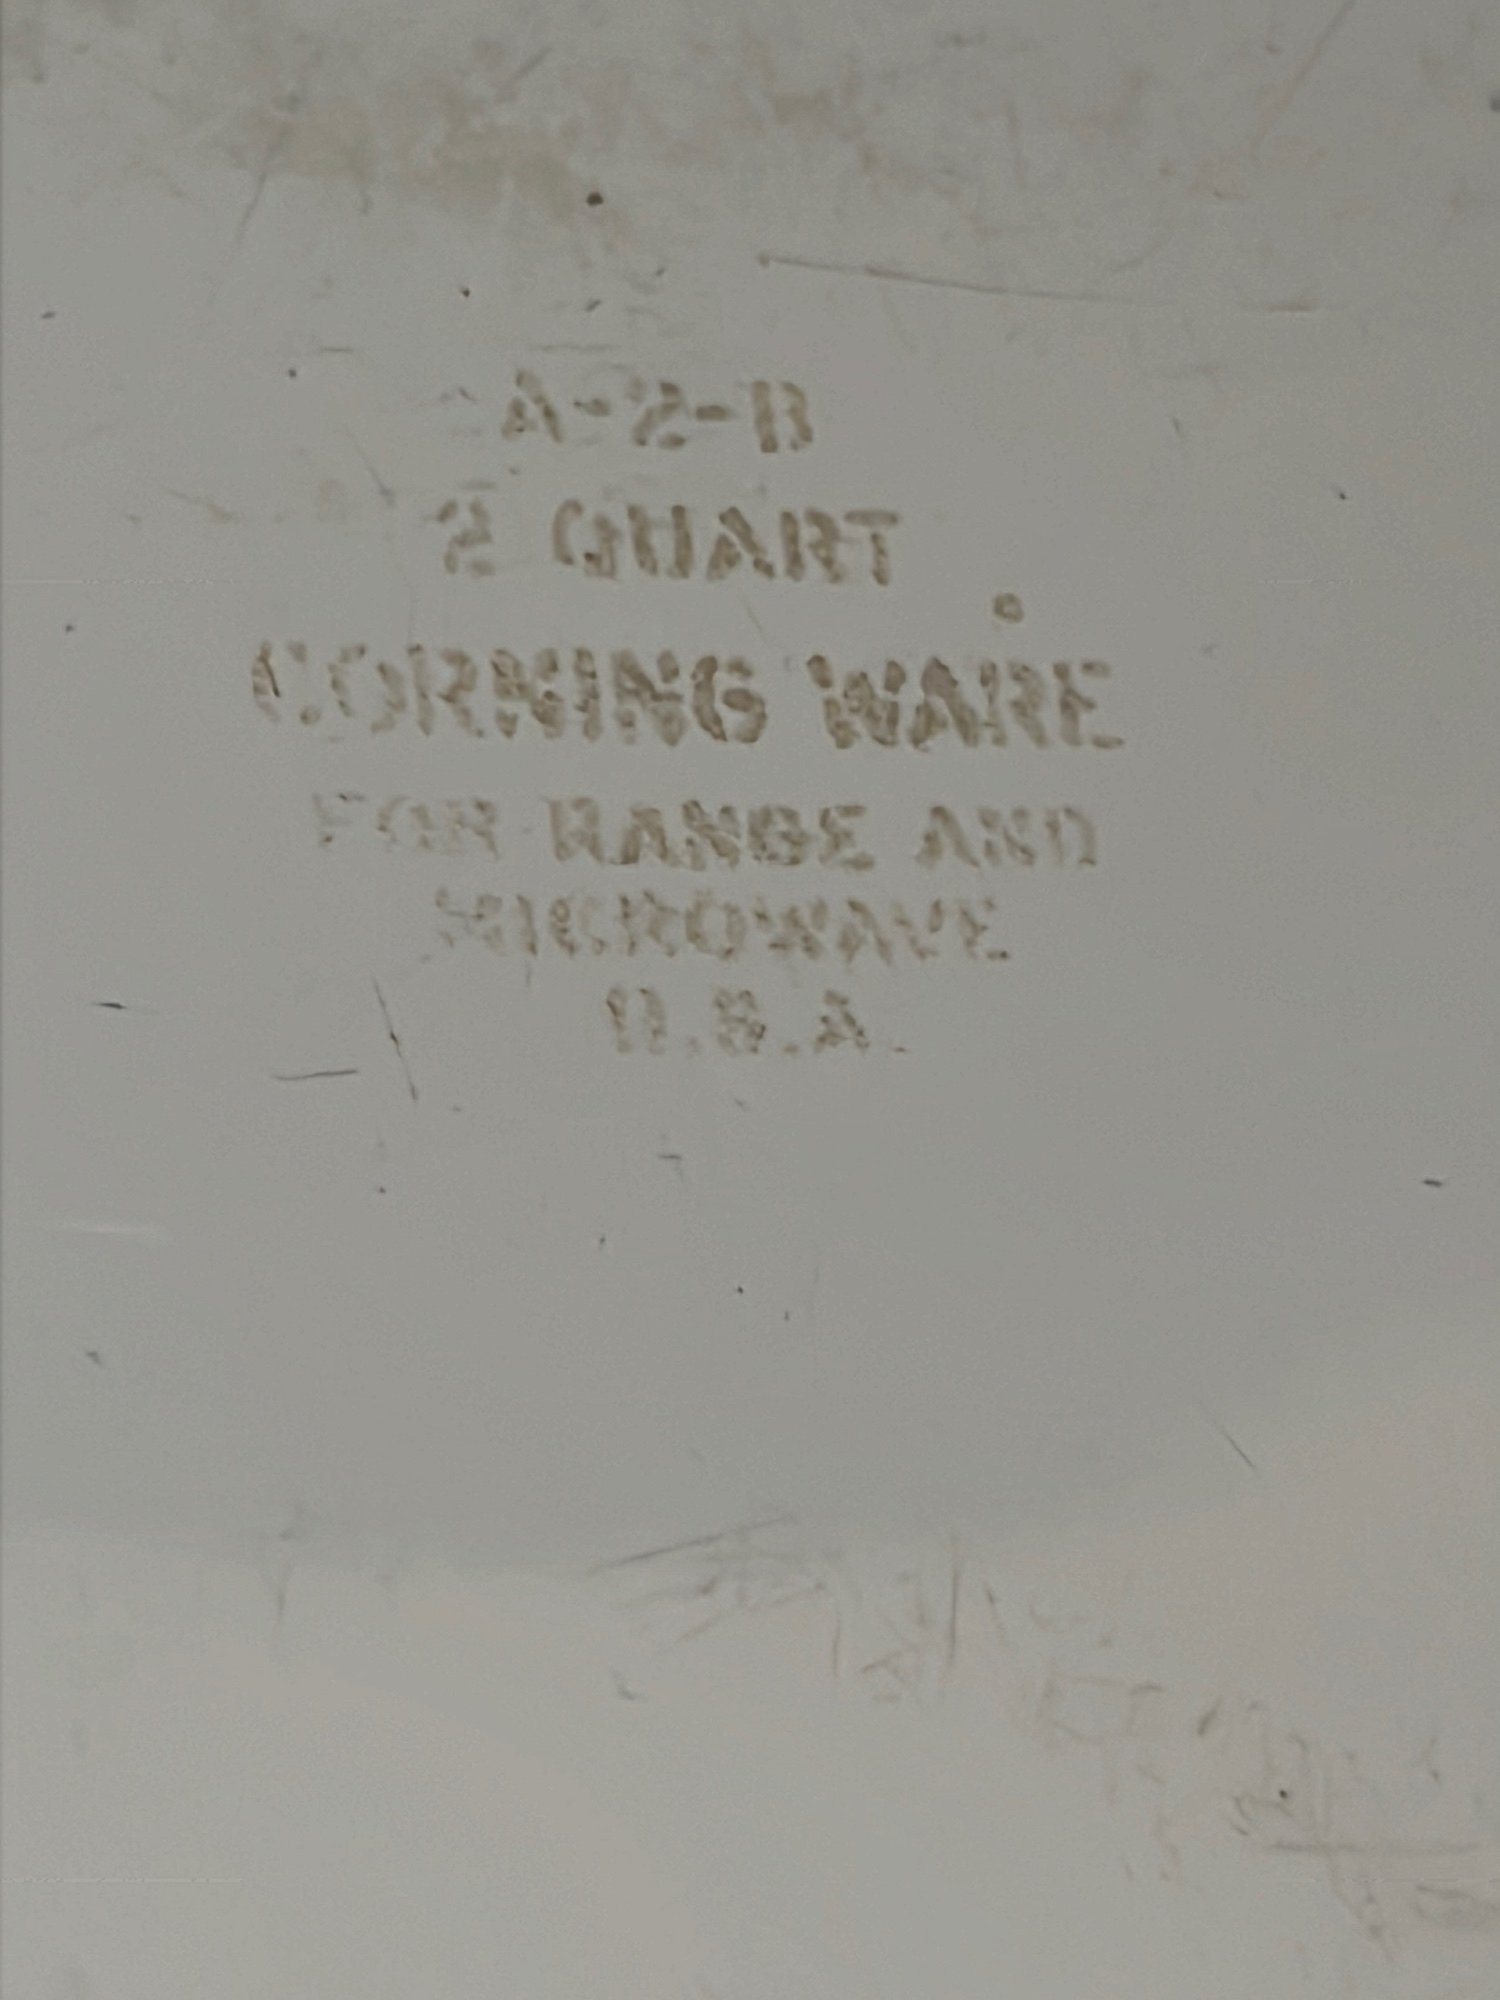 A-2-B
2 QUART
CORNING WARE
FOR RANGE AND
MICROWAVE
U.S.A.